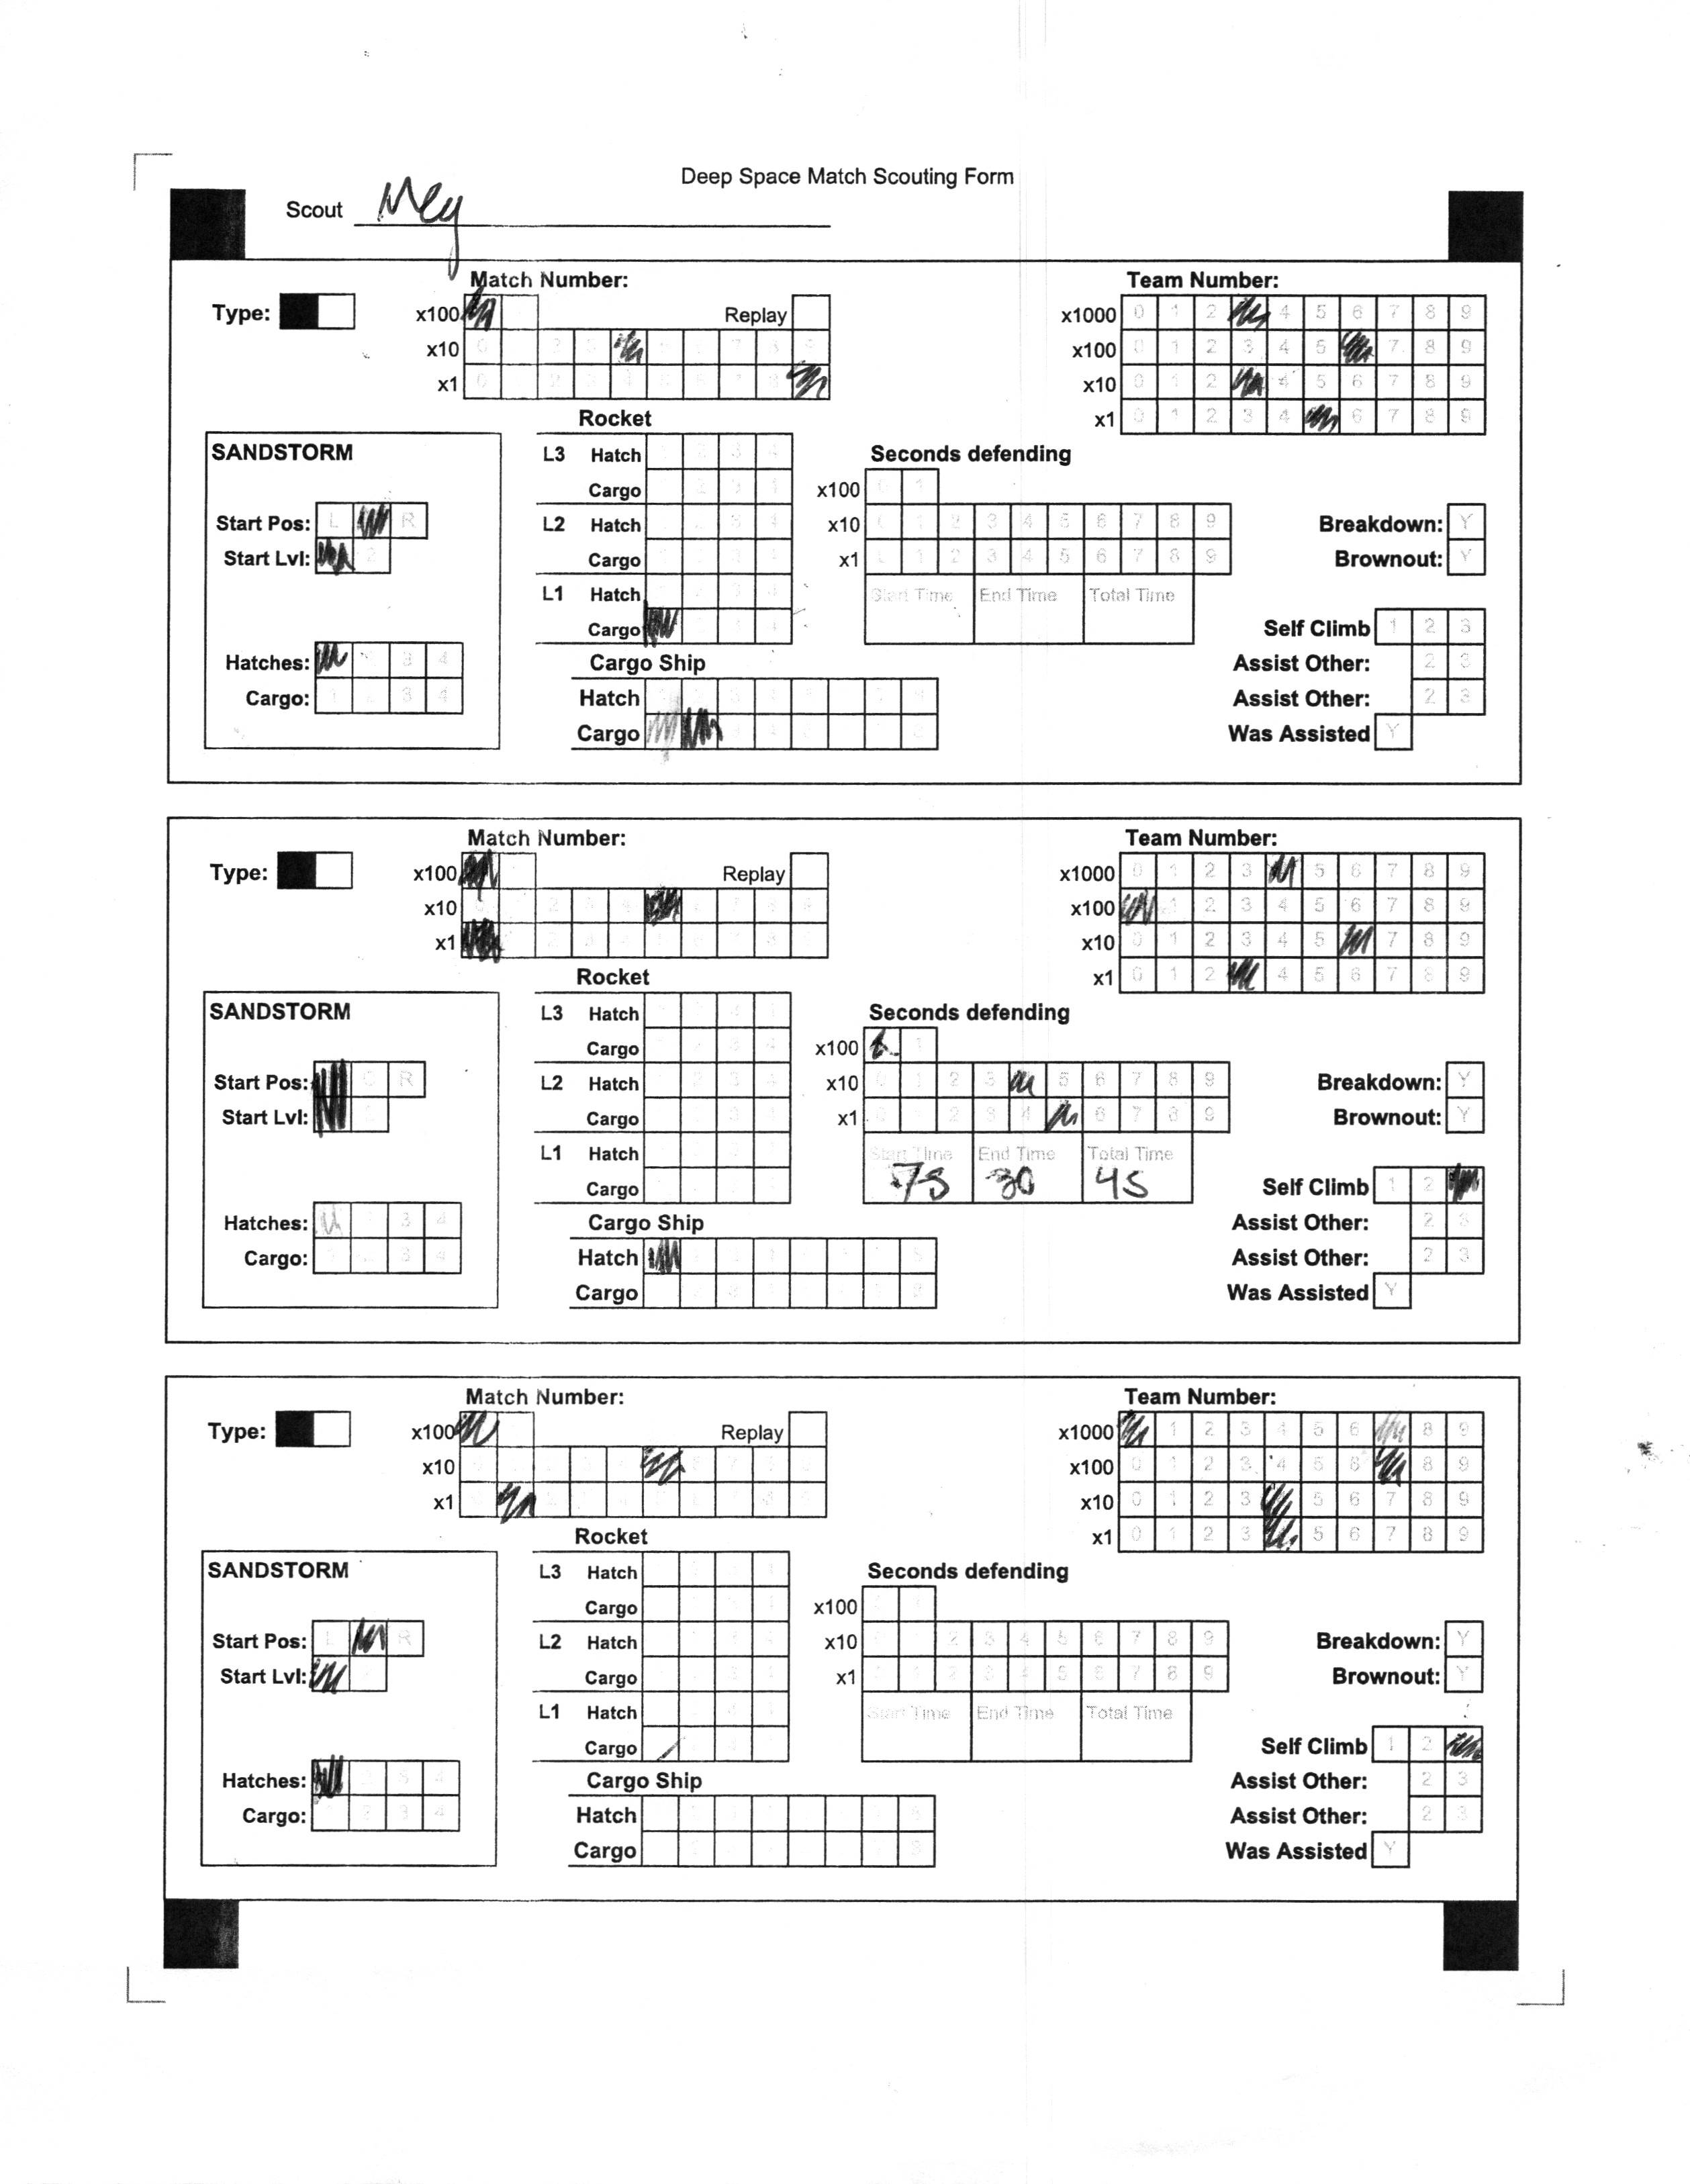 Deep Space Match Scouting Form
Scout Meg
Match Number: Team Number:
Type: x100 Replay x1000 0 1 2 4 5 6 7 8 9
x10 x100 0 1 2 3 4 5 7 8 9
x1 x10 0 1 2 4 5 6 7 8 9
Rocket x1 0 1 2 3 4 6 7 8 9
SANDSTORM L3 Hatch 3 4 Seconds defending
Cargo x100 0 1
Start Pos: L R L2 Hatch x10 0 1 2 3 4 5 6 7 8 9 Breakdown: Y
Start Lvl: 2 Cargo x1 0 1 2 3 4 5 6 7 8 9 Brownout: Y
L1 Hatch Start Time End Time Total Time
Cargo Self Climb 1 2 3
Hatches: 3 4 Cargo Ship Assist Other: 2 3
Cargo: 1 2 3 4 Hatch Assist Other: 2 3
Cargo Was Assisted Y
Match Number: Team Number:
Type: x100 Replay x1000 0 1 2 3 5 6 7 8 9
x10 x100 1 2 3 4 5 6 7 8 9
x1 x10 0 1 2 3 4 5 7 8 9
Rocket x1 0 1 2 4 5 6 7 8 9
SANDSTORM L3 Hatch Seconds defending
Cargo x100 1
Start Pos: C R L2 Hatch x10 0 1 2 3 5 6 7 8 9 Breakdown: Y
Start Lvl: Cargo x1 0 1 2 3 4 6 7 8 9 Brownout: Y
L1 Hatch Start Time End Time Total Time
75 30 45
Cargo Self Climb 1 2
Hatches: 3 4 Cargo Ship Assist Other: 2 3
Cargo: 3 4 Hatch Assist Other: 2 3
Cargo Was Assisted Y
Match Number: Team Number:
Type: x100 Replay x1000 1 2 3 4 5 6 8 9
x10 x100 0 1 2 3 4 5 6 8 9
x1 x10 0 1 2 3 5 6 7 8 9
Rocket x1 0 1 2 3 5 6 7 8 9
SANDSTORM L3 Hatch Seconds defending
Cargo x100
Start Pos: L R L2 Hatch x10 2 3 4 5 6 7 8 9 Breakdown: Y
Start Lvl: Cargo x1 2 3 4 5 6 7 8 9 Brownout: Y
L1 Hatch Start Time End Time Total Time
Cargo Self Climb 1 2
Hatches: 2 3 4 Cargo Ship Assist Other: 2 3
Cargo: 2 3 4 Hatch Assist Other: 2 3
Cargo Was Assisted Y